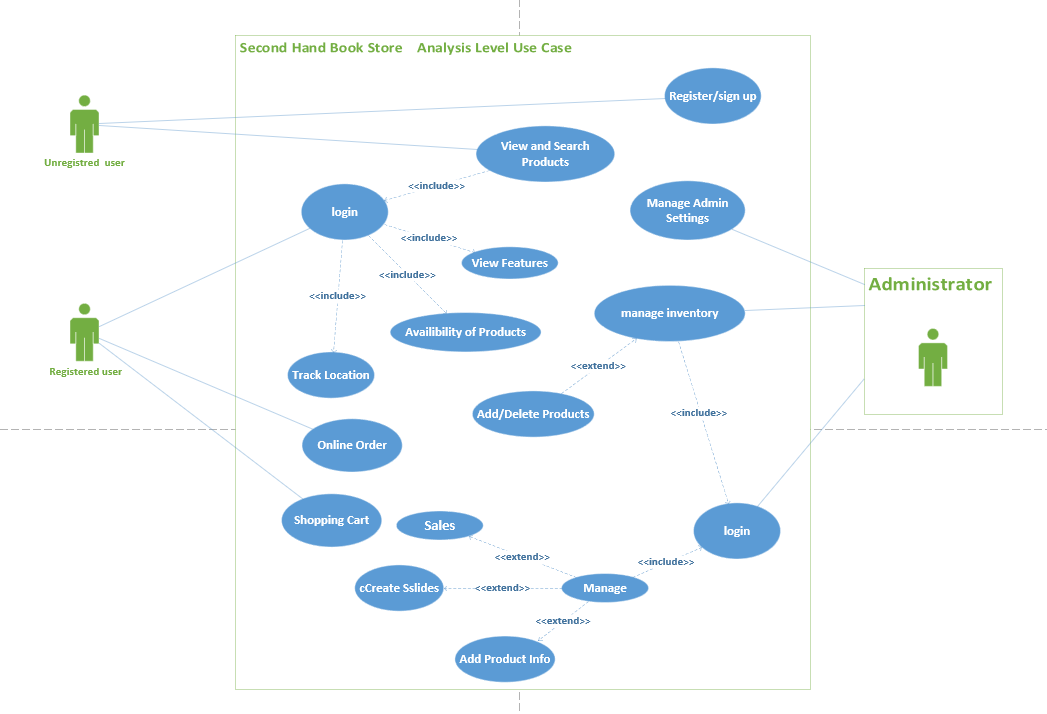 Second Hand Book Store    Analysis Level Use Case
Register/sign up
Unregistred  user
View and Search
Products
<<include>>
login
Manage Admin
Settings
<<include>>
View Features
<<include>>
Administrator
<<include>>
manage inventory
Availibility of Products
Registered user
<<extend>>
Track Location
Add/Delete Products
<<include>>
Online Order
Shopping Cart
Sales
login
<<extend>>
<<include>>
cCreate Sslides
<<extend>>
Manage
<<extend>>
Add Product Info